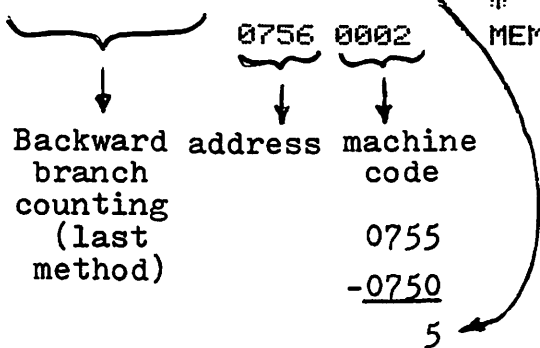 0756 0002 MEM
Backward address machine
branch code
counting
(last 0755
method) -0750
5